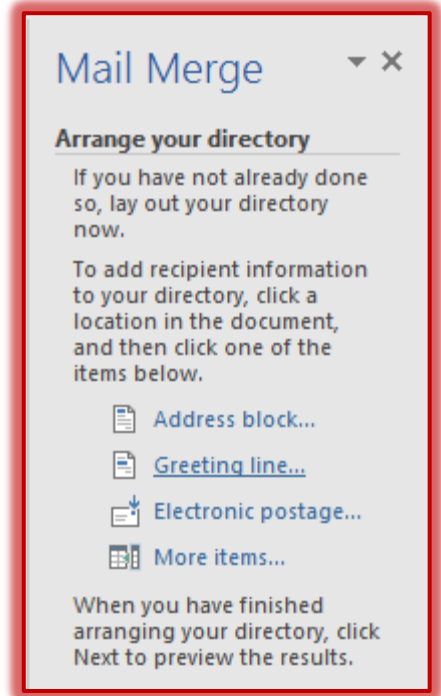 Mail Merge
Arrange your directory
If you have not already done
so, lay out your directory
now.
To add recipient information
to your directory, click a
location in the document,
and then click one of the
items below.
Address block...
Greeting line...
Electronic postage...
More items...
When you have finished
arranging your directory, click
Next to preview the results.